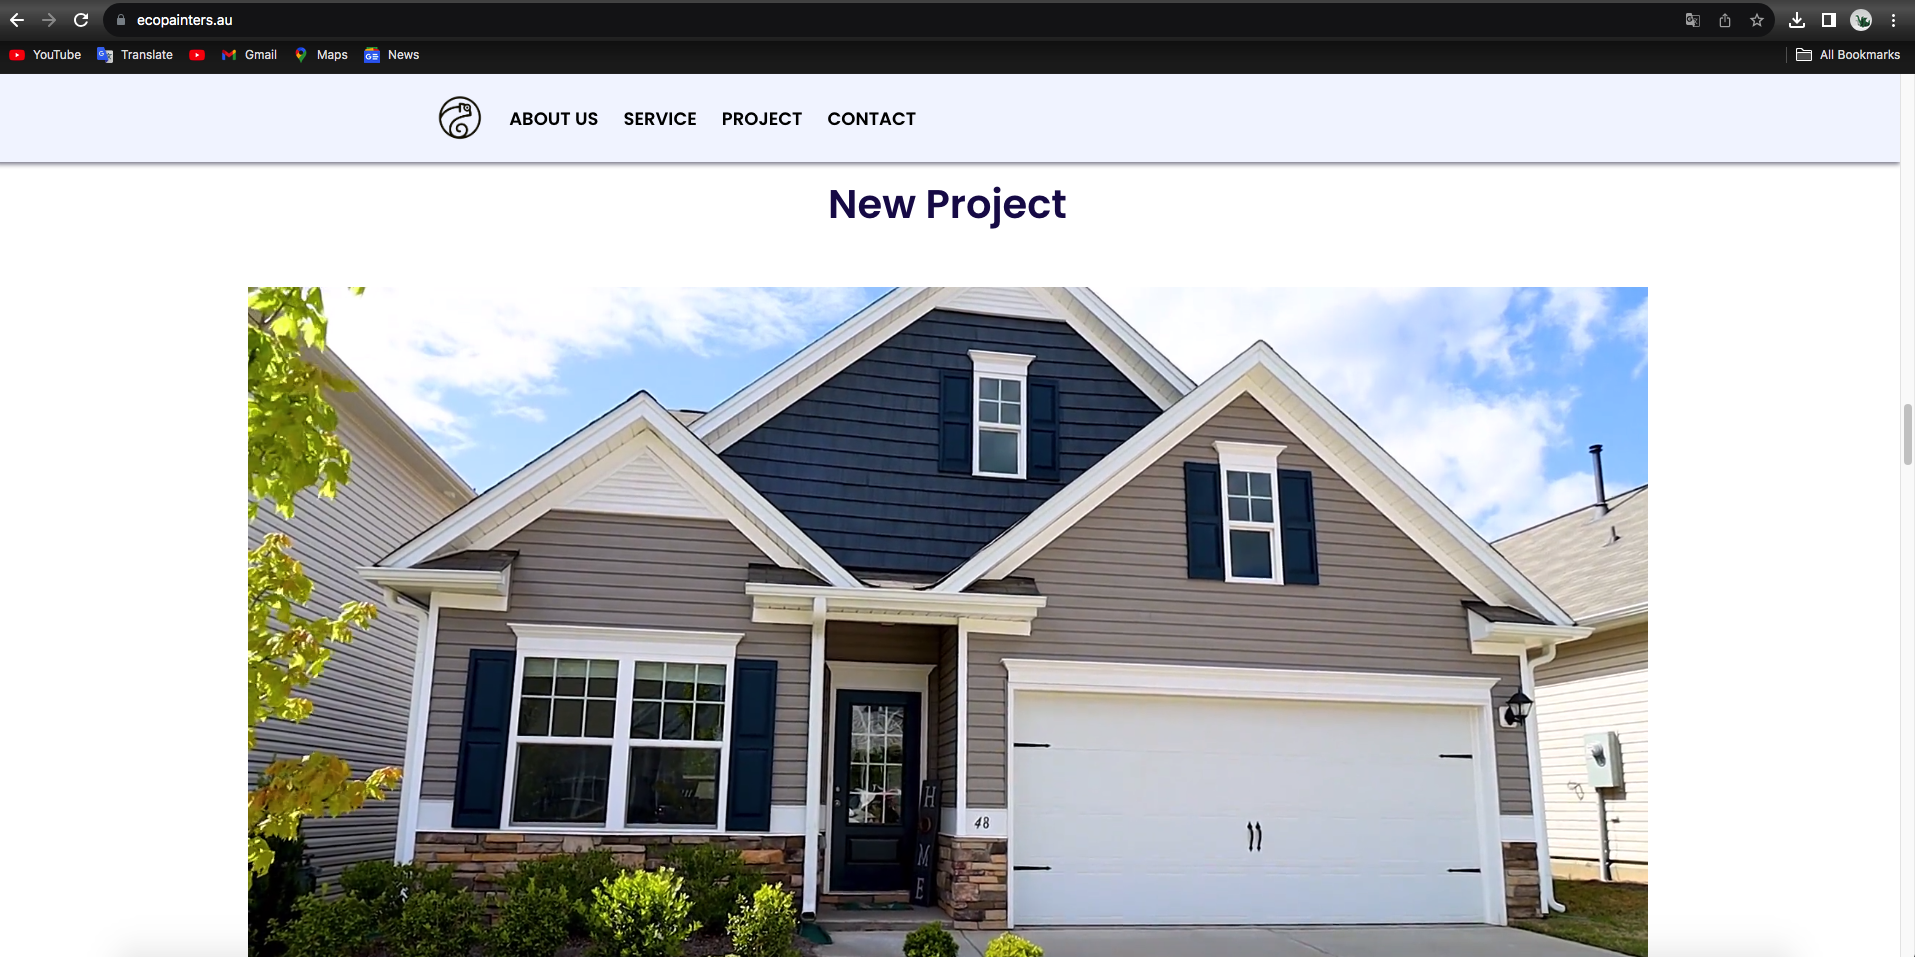 ecopainters.au
YouTube Translate Gmail Maps News All Bookmarks
ABOUT US SERVICE PROJECT CONTACT
New Project
48
HOME